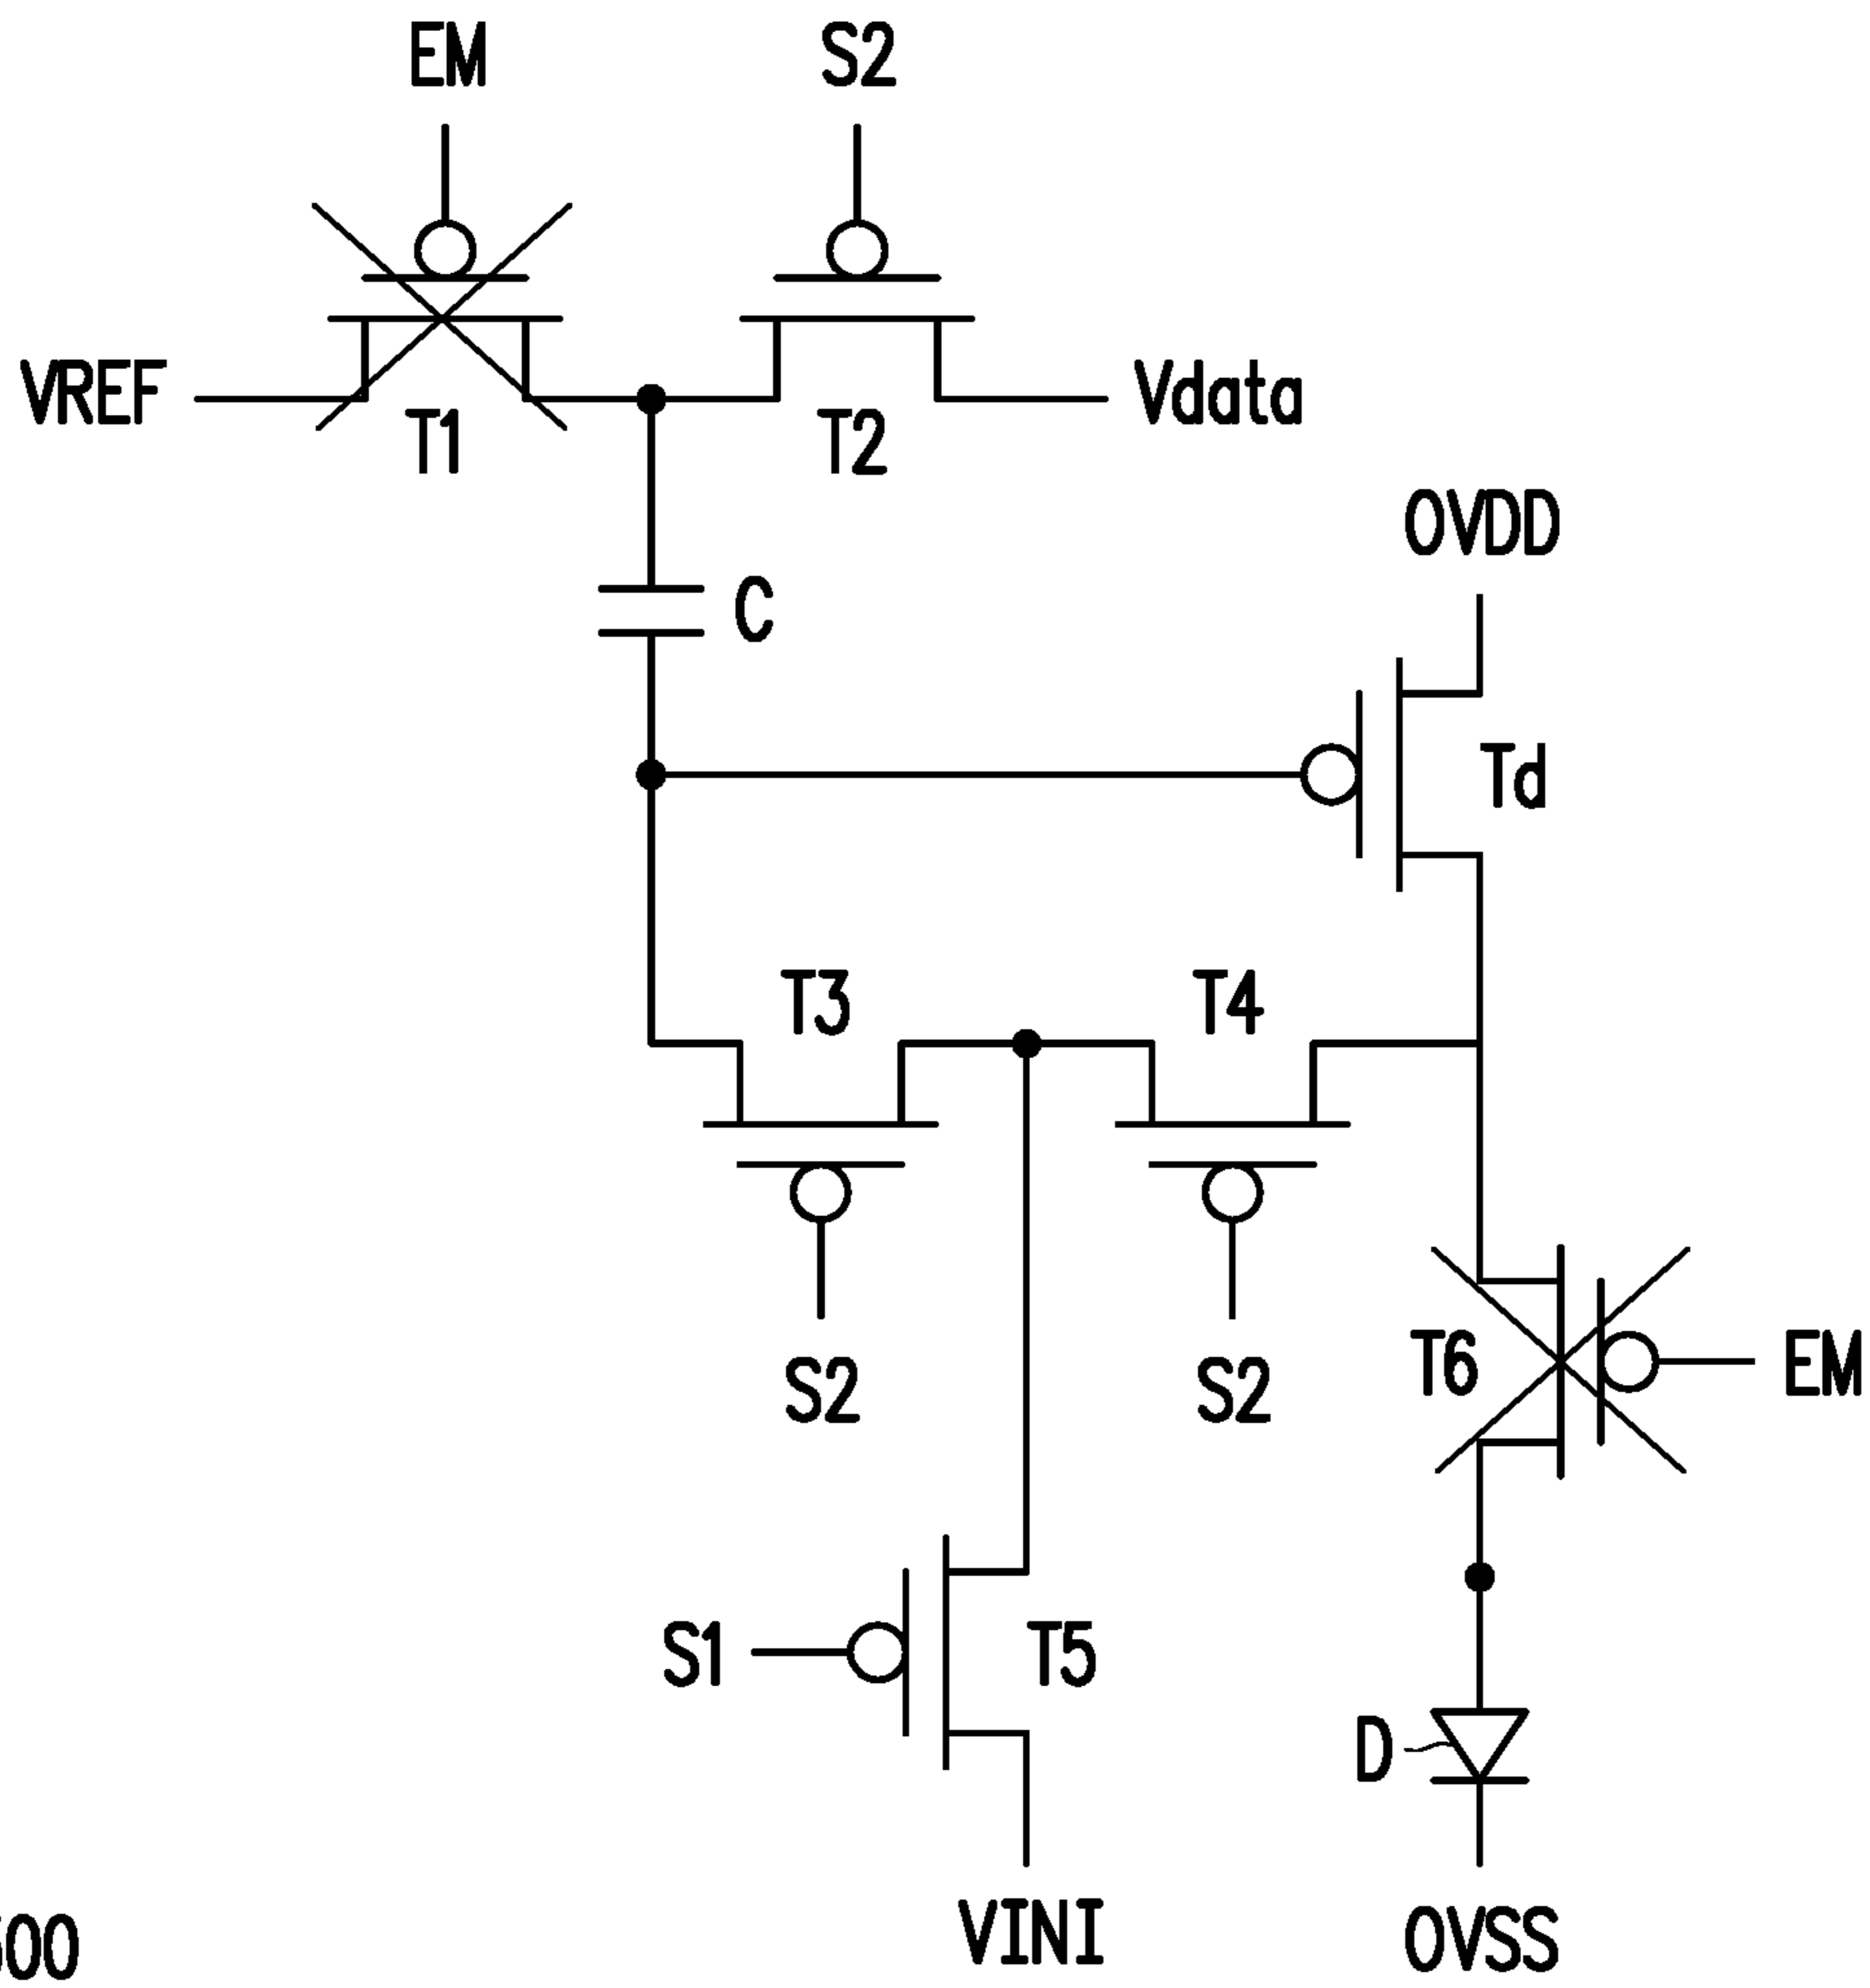 EM
S2
VREF
T1
T2
Vdata
OVDD
C
Td
T3
T4
S2
S2
T6
EM
S1
T5
D
VINI
OVSS